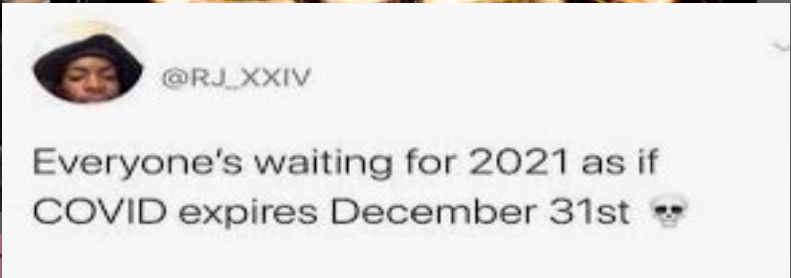 @RJ_XXIV
Everyone's waiting for 2021 as if
COVID expires December 31st 💀